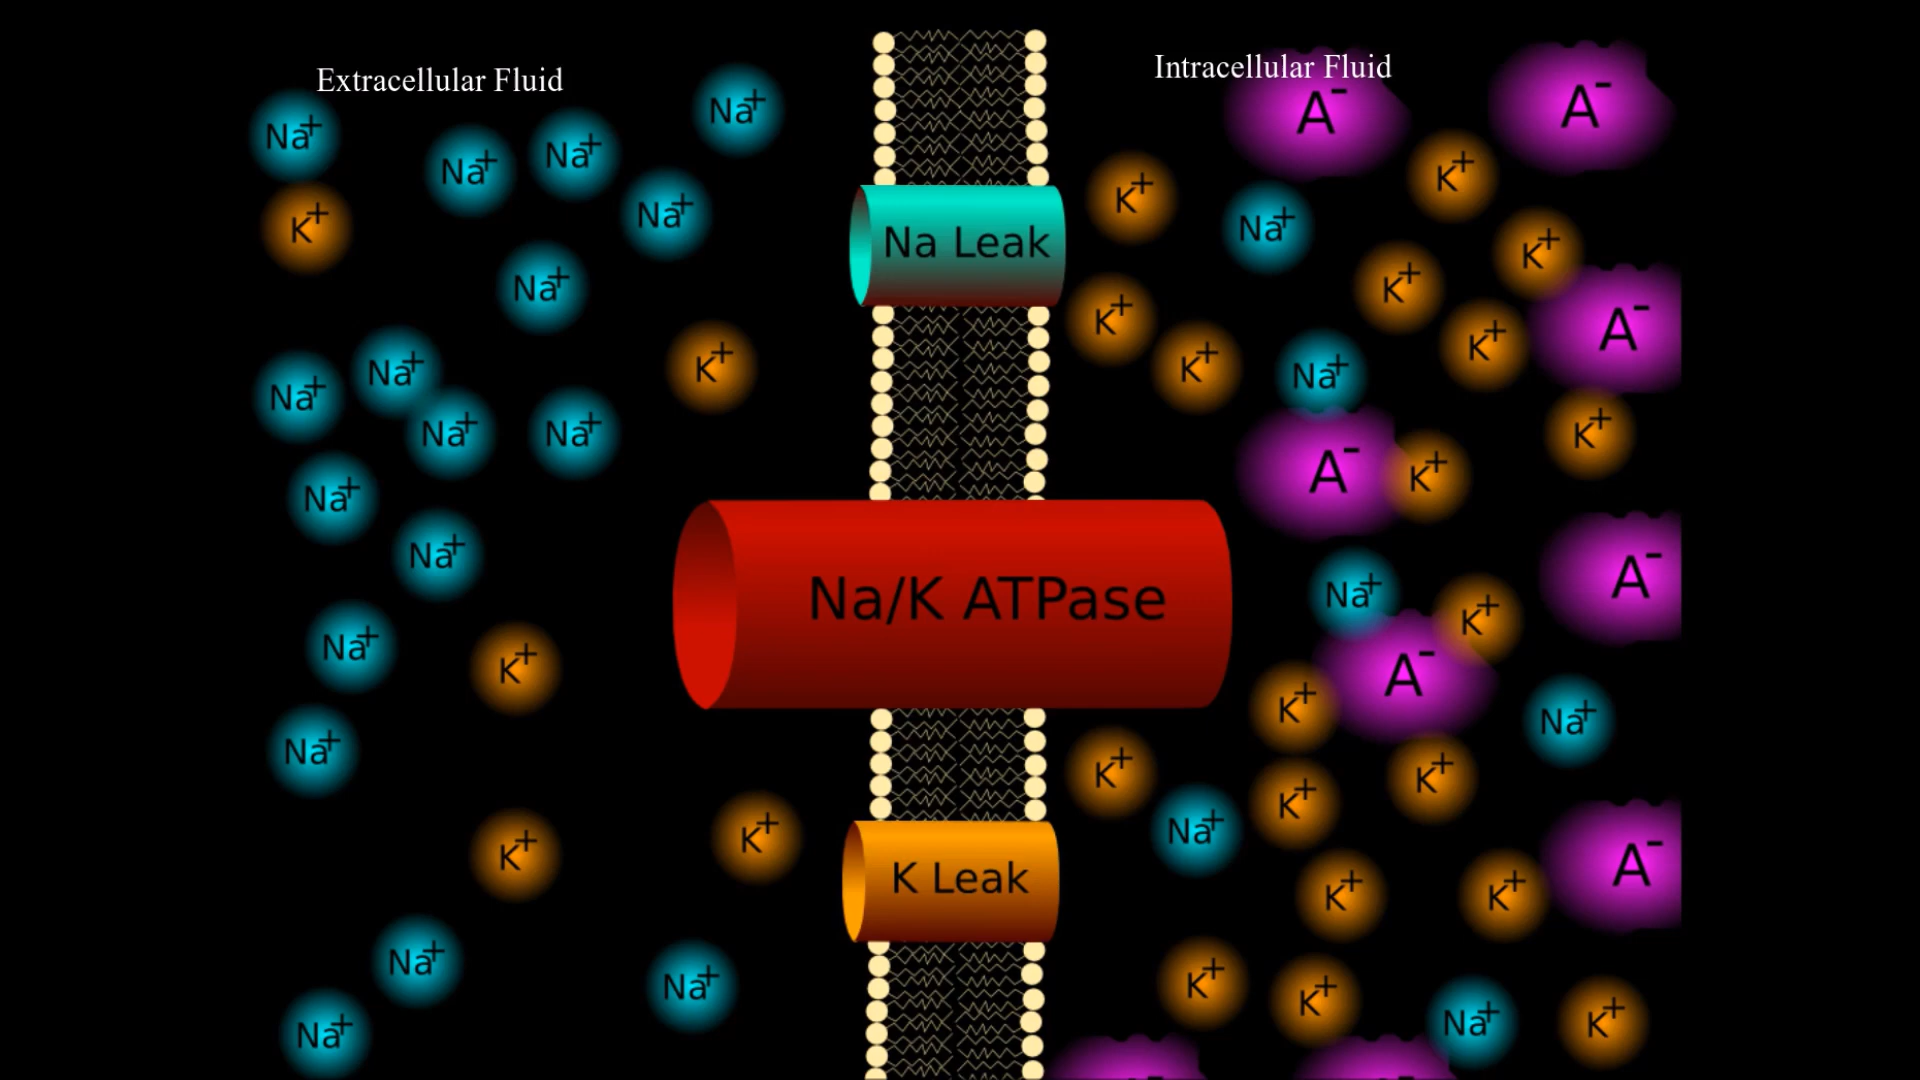 Extracellular Fluid
Intracellular Fluid
Na+
Na+
Na+
Na+
Na+
K+
Na+
K+
Na+
Na+
Na+
Na+
Na+
Na+
Na+
K+
Na+
K+
K+
Na+
Na+
Na+
Na Leak
Na/K ATPase
K Leak
A-
A-
K+
K+
Na+
K+
K+
K+
K+
A-
K+
K+
Na+
K+
A-
K+
A-
Na+
K+
A-
K+
Na+
K+
K+
Na+
K+
K+
K+
A-
K+
K+
K+
Na+
K+